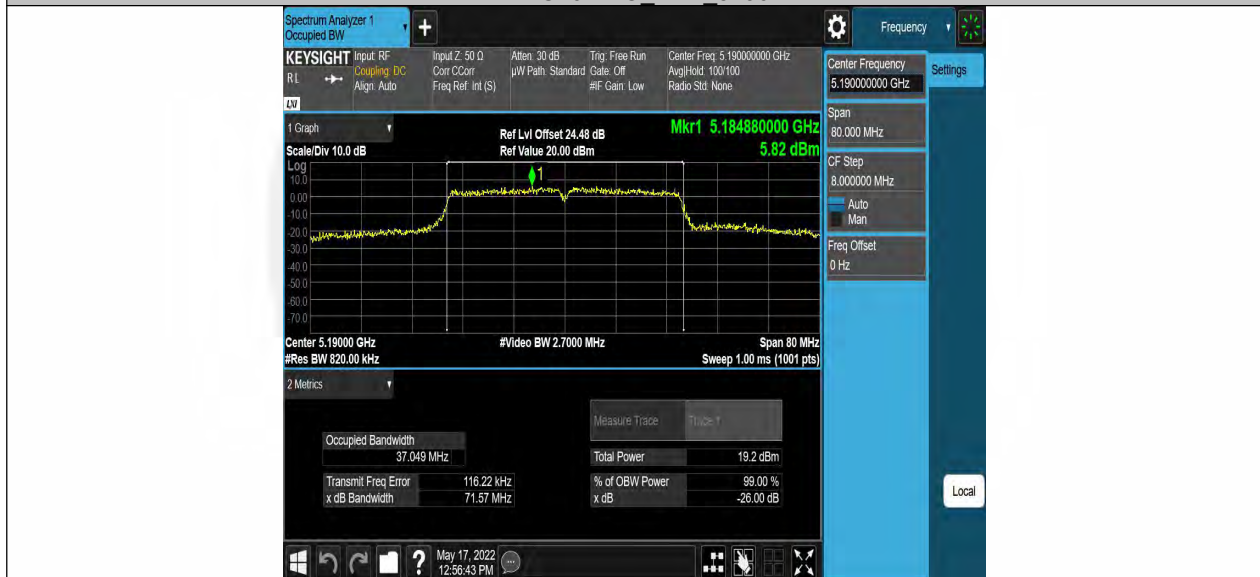 Spectrum Analyzer 1
Occupied BW
+
Frequency
KEYSIGHT
RL
LXI
Input: RF
Coupling: DC
Align: Auto
Input Z: 50 Ω
Corr CCorr
Freq Ref: Int (S)
Atten: 30 dB
µW Path: Standard
Trig: Free Run
Gate: Off
#IF Gain: Low
Center Freq: 5.190000000 GHz
Avg|Hold: 100/100
Radio Std: None
Center Frequency
5.190000000 GHz
Settings
Span
80.000 MHz
CF Step
8.000000 MHz
Auto
Man
Freq Offset
0 Hz
1 Graph
Scale/Div 10.0 dB
Ref Lvl Offset 24.48 dB
Ref Value 20.00 dBm
Mkr1 5.184880000 GHz
5.82 dBm
Log
10.0
0.00
-10.0
-20.0
-30.0
-40.0
-50.0
-60.0
-70.0
1
Center 5.19000 GHz
#Res BW 820.00 kHz
#Video BW 2.7000 MHz
Span 80 MHz
Sweep 1.00 ms (1001 pts)
2 Metrics
Measure Trace Trace 1
Occupied Bandwidth
37.049 MHz
Total Power 19.2 dBm
Transmit Freq Error 116.22 kHz
% of OBW Power 99.00 %
x dB Bandwidth 71.57 MHz
x dB -26.00 dB
Local
?
May 17, 2022
12:56:43 PM